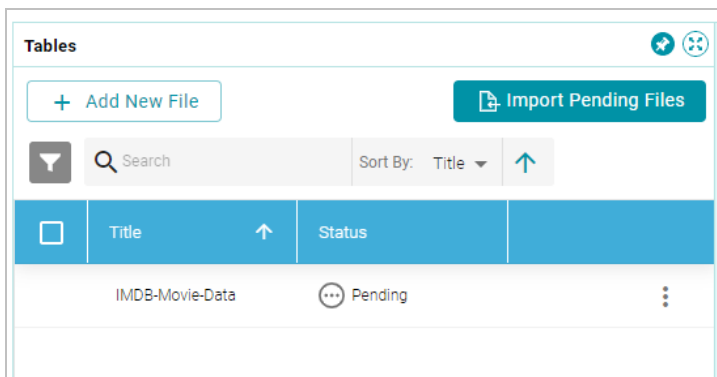 Tables
+ Add New File
Import Pending Files
Search
Sort By: Title
Title Status
IMDB-Movie-Data Pending